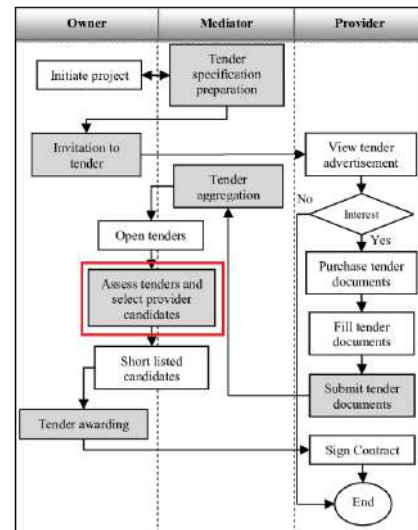 Owner
Mediator
Provider
Initiate project
Tender
specification
preparation
Invitation to
tender
View tender
advertisement
Tender
aggregation
No
Interest
Yes
Open tenders
Purchase tender
documents
Assess tenders and
select provider
candidates
Fill tender
documents
Short listed
candidates
Submit tender
documents
Tender awarding
Sign Contract
End